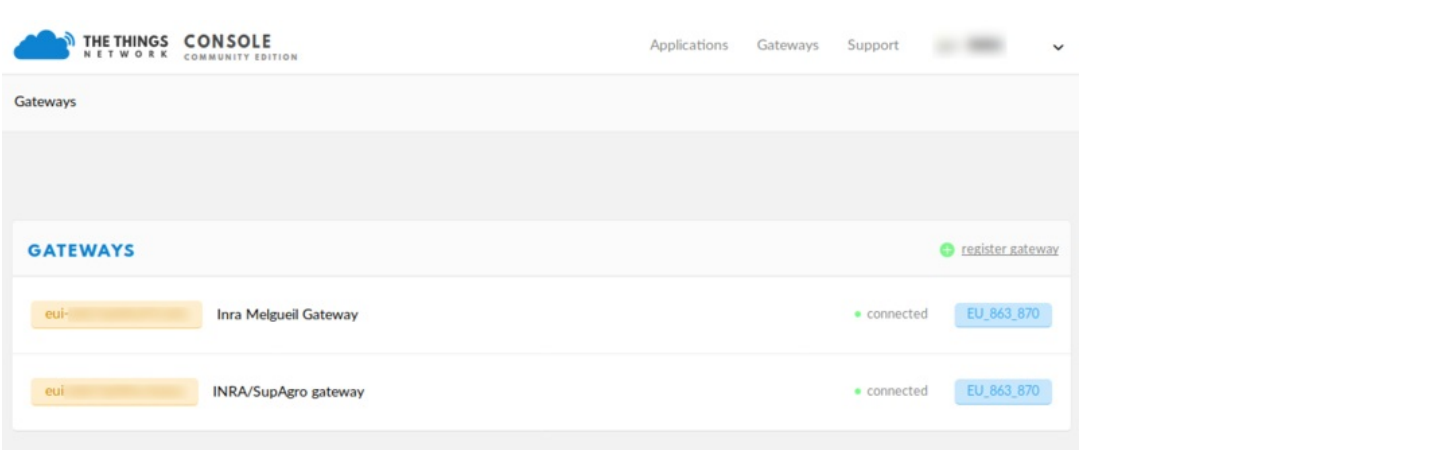 THE THINGS NETWORK CONSOLE COMMUNITY EDITION
Applications Gateways Support
Gateways
GATEWAYS
register gateway
eui- Inra Melgueil Gateway connected EU_863_870
eui INRA/SupAgro gateway connected EU_863_870